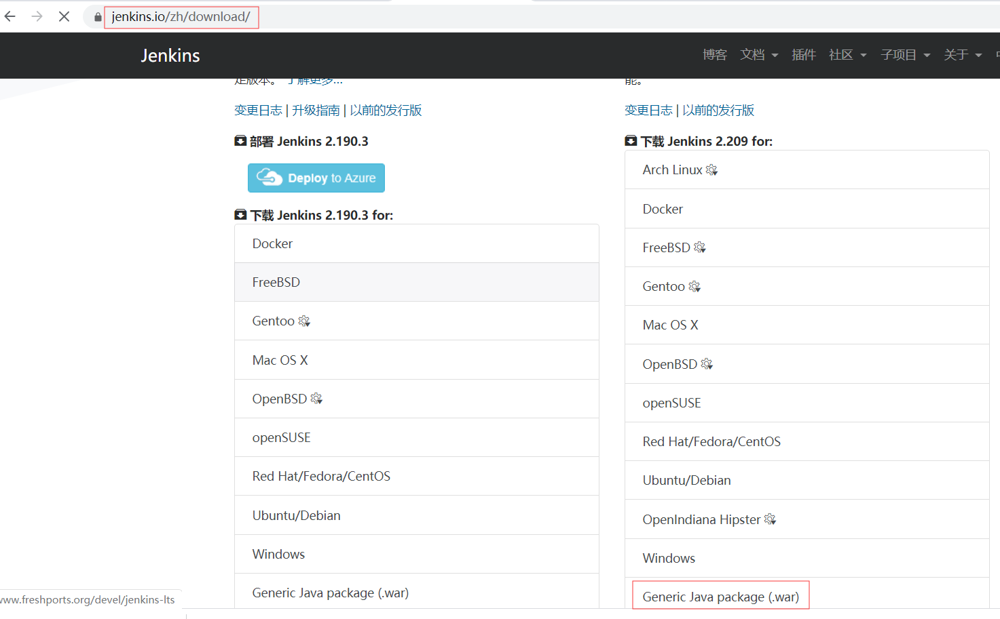 jenkins.io/zh/download/
Jenkins
博客 文档 插件 社区 子项目 关于
定版本。 了解更多...
变更日志 | 升级指南 | 以前的发行版
部署 Jenkins 2.190.3
Deploy to Azure
下载 Jenkins 2.190.3 for:
Docker
FreeBSD
Gentoo
Mac OS X
OpenBSD
openSUSE
Red Hat/Fedora/CentOS
Ubuntu/Debian
Windows
Generic Java package (.war)
能。
变更日志 | 以前的发行版
下载 Jenkins 2.209 for:
Arch Linux
Docker
FreeBSD
Gentoo
Mac OS X
OpenBSD
openSUSE
Red Hat/Fedora/CentOS
Ubuntu/Debian
OpenIndiana Hipster
Windows
Generic Java package (.war)
www.freshports.org/devel/jenkins-lts